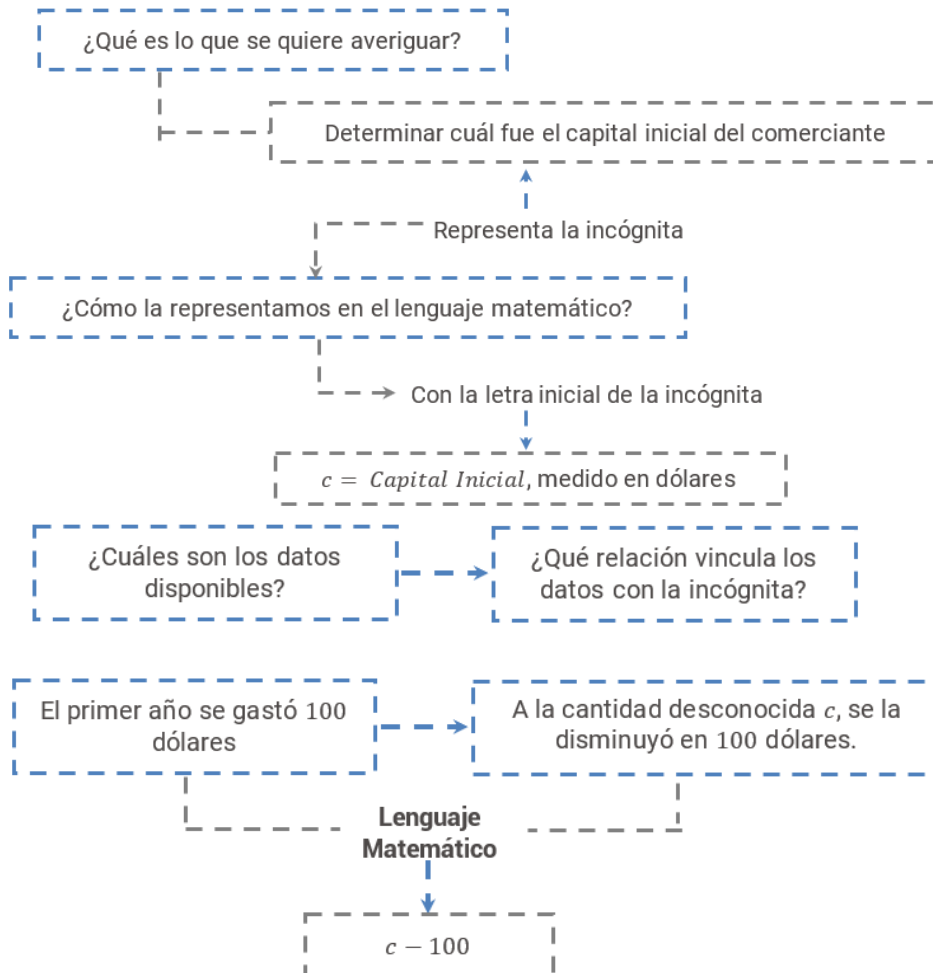 ¿Qué es lo que se quiere averiguar?
Determinar cuál fue el capital inicial del comerciante
Representa la incógnita
¿Cómo la representamos en el lenguaje matemático?
Con la letra inicial de la incógnita
c = Capital Inicial, medido en dólares
¿Cuáles son los datos
disponibles?
¿Qué relación vincula los
datos con la incógnita?
El primer año se gastó 100
dólares
A la cantidad desconocida c, se la
disminuyó en 100 dólares.
Lenguaje
Matemático
c − 100